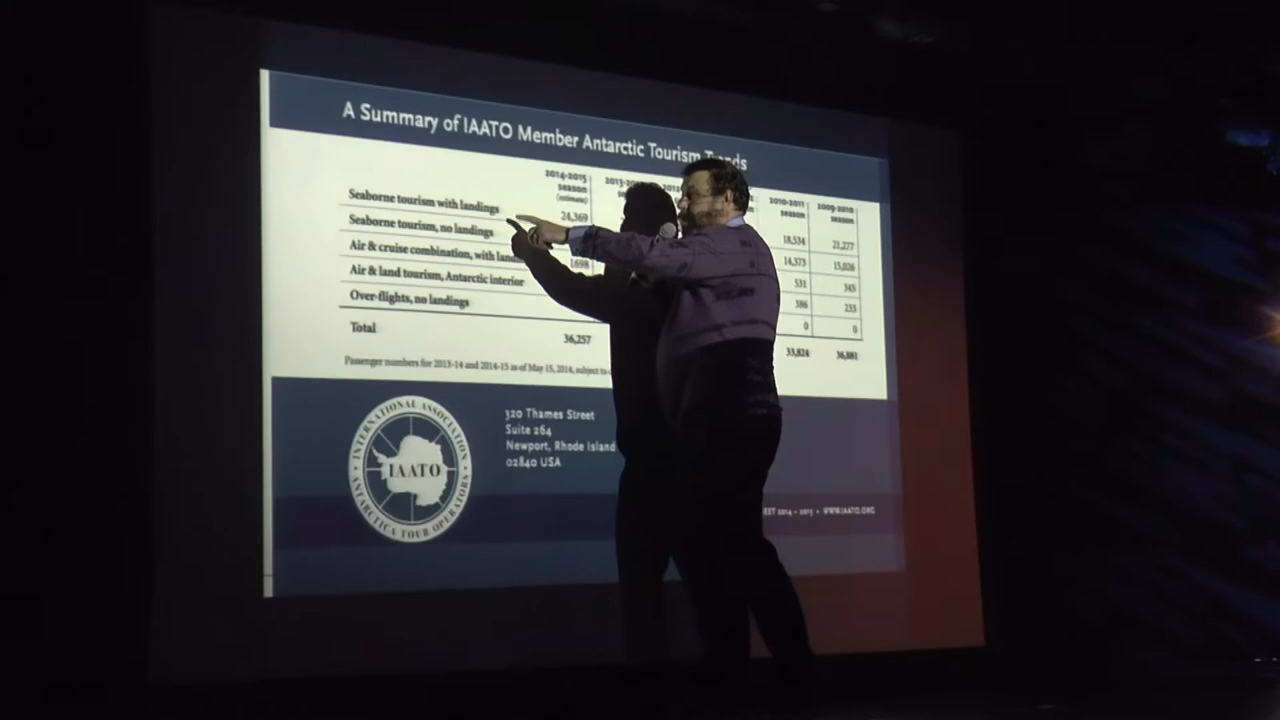 A Summary of IAATO Member Antarctic Tourism Trends
2014-2015 season (estimate)
2010-2011 season
2009-2010 season
Seaborne tourism with landings 24,369 18,534 21,277
Seaborne tourism, no landings 14,373 15,026
Air & cruise combination, with 1698 531 345
Air & land tourism, Antarctic interior 386 233
Over-flights, no landings 0 0
Total 36,257 33,824 36,881
Passenger numbers for 2013-14 and 2014-15 as of May 15, 2014, subject to
INTERNATIONAL ASSOCIATION
IAATO
ANTARCTICA TOUR OPERATORS
320 Thames Street
Suite 264
Newport, Rhode Island
02840 USA
2014 - 2015 • WWW.IAATO.ORG